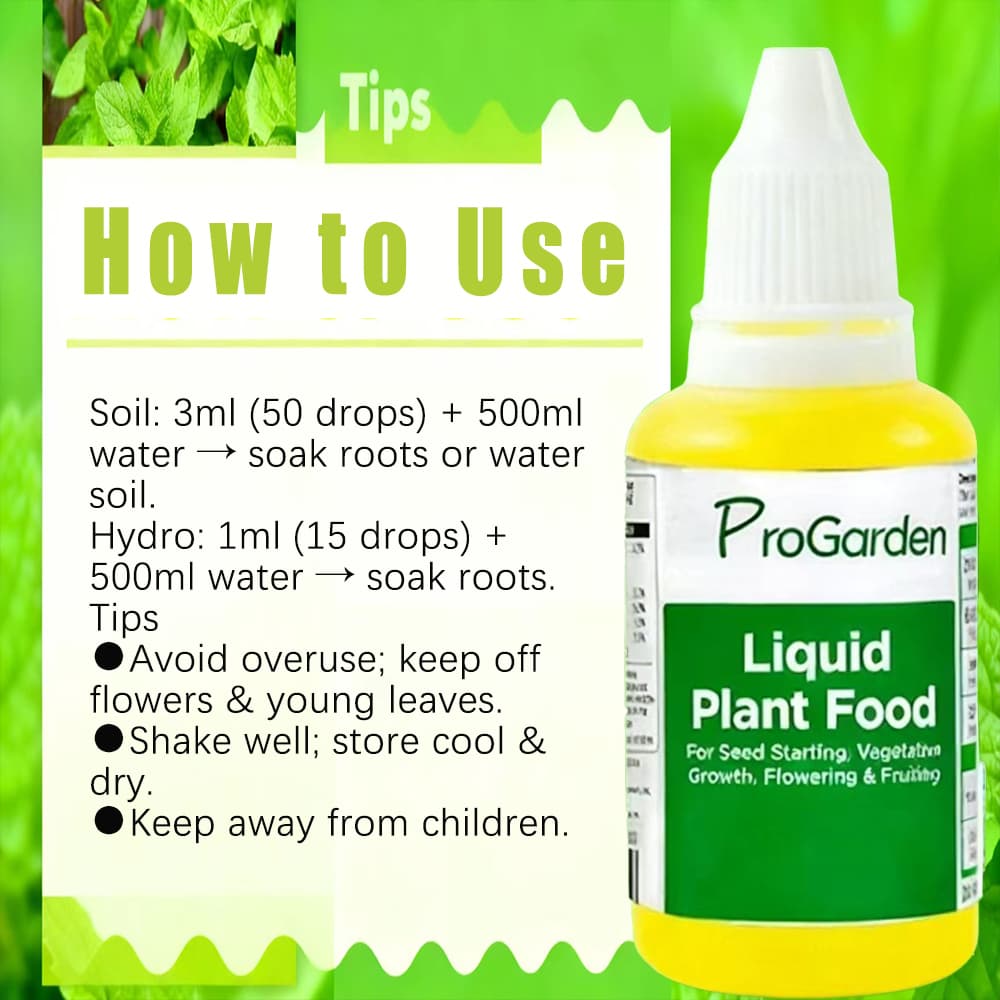 Tips
How to Use
Soil: 3ml (50 drops) + 500ml
water → soak roots or water
soil.
Hydro: 1ml (15 drops) +
500ml water → soak roots.
Tips
●Avoid overuse; keep off
flowers & young leaves.
●Shake well; store cool &
dry.
●Keep away from children.
ProGarden
Liquid
Plant Food
For Seed Starting, Vegetativn
Growth, Flowering & Fruiting